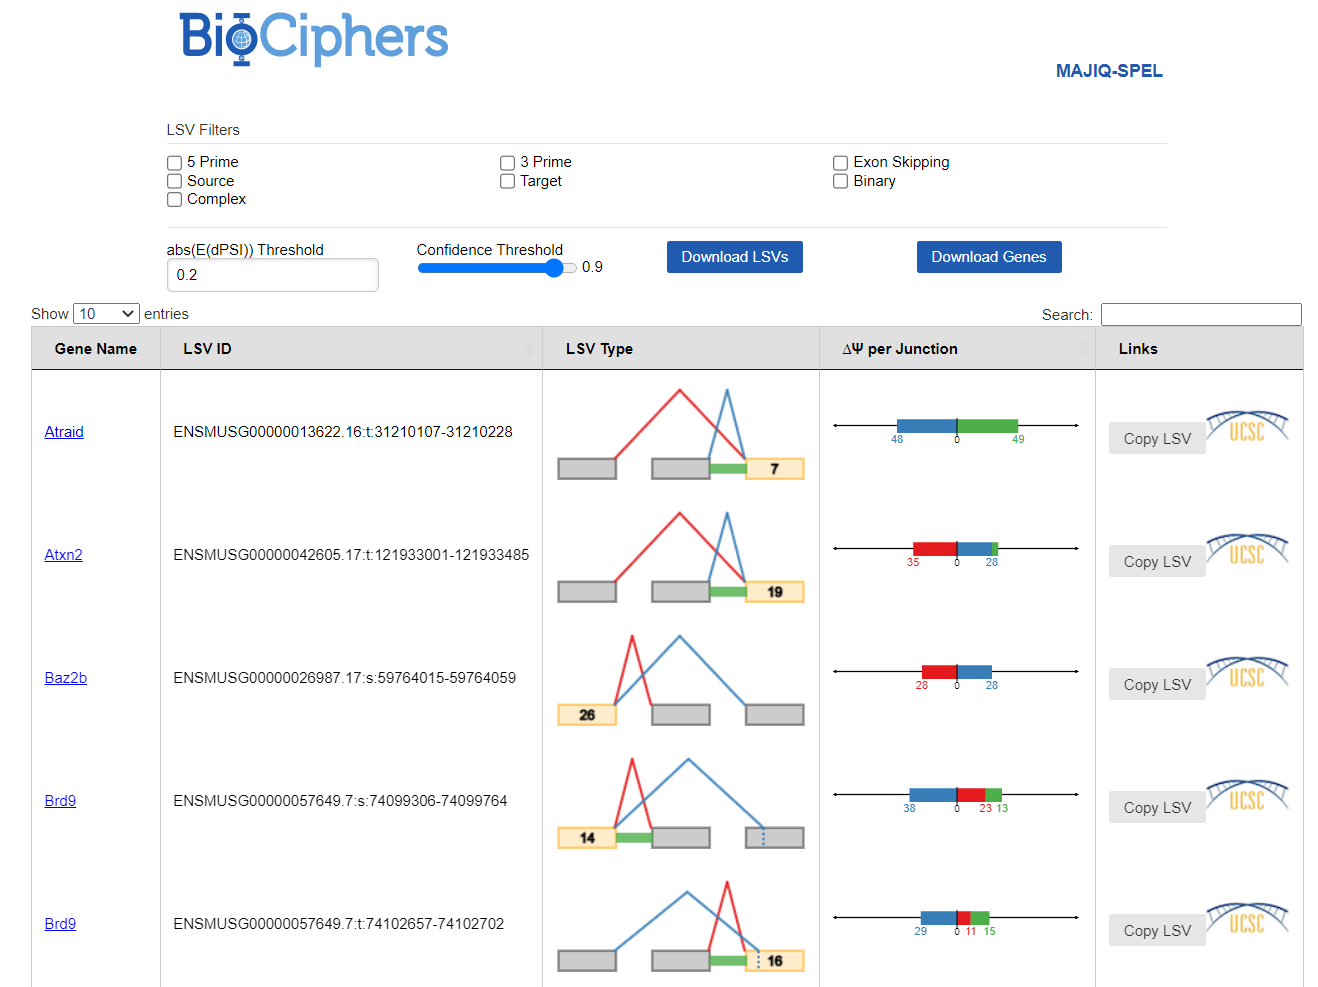 BioCiphers
MAJIQ-SPEL
LSV Filters
5 Prime
3 Prime
Exon Skipping
Source
Target
Binary
Complex
abs(E(dPSI)) Threshold
Confidence Threshold
0.2
0.9
Download LSVs
Download Genes
Show 10 entries
Search:
Gene Name LSV ID LSV Type ΔΨ per Junction Links
Atraid ENSMUSG00000013622.16:t:31210107-31210228 7 48 0 49 Copy LSV UCSC
Atxn2 ENSMUSG00000042605.17:t:121933001-121933485 19 35 0 28 Copy LSV UCSC
Baz2b ENSMUSG00000026987.17:s:59764015-59764059 26 28 0 28 Copy LSV UCSC
Brd9 ENSMUSG00000057649.7:s:74099306-74099764 14 38 0 23 13 Copy LSV UCSC
Brd9 ENSMUSG00000057649.7:t:74102657-74102702 16 29 0 11 15 Copy LSV UCSC